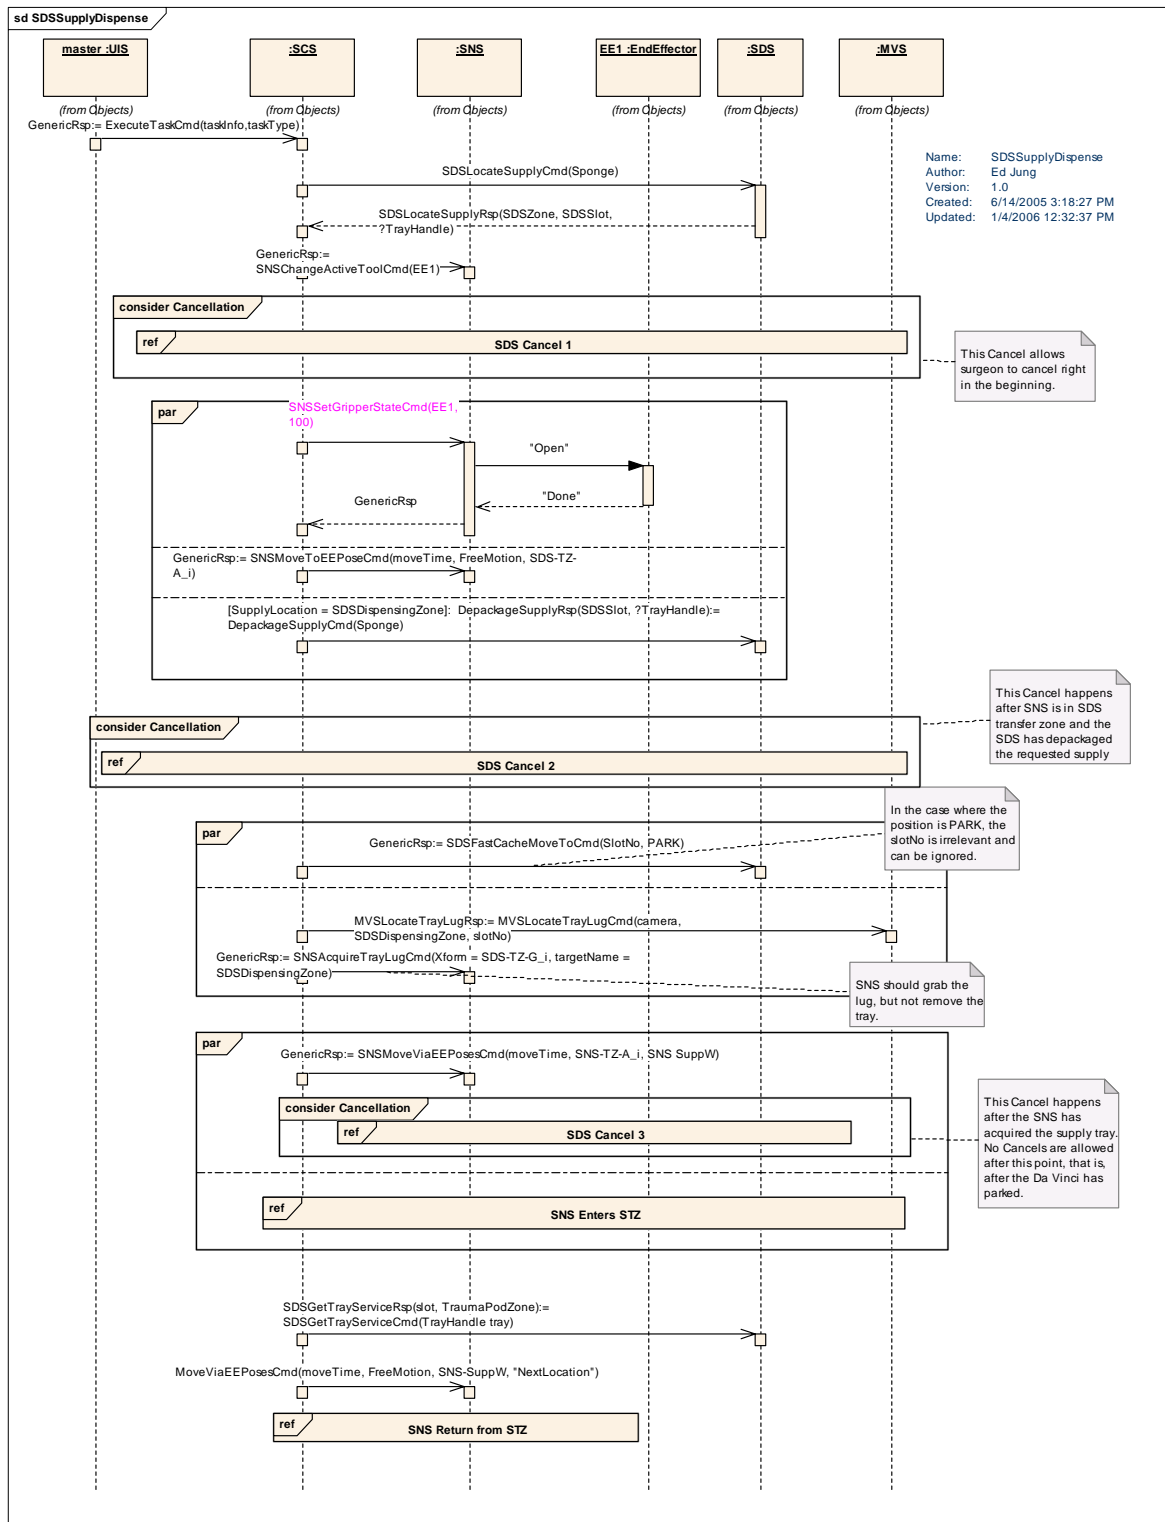 sd SDSSupplyDispense
master :UIS
:SCS
:SNS
EE1 :EndEffector
:SDS
:MVS
(from Objects)
(from Objects)
(from Objects)
(from Objects)
(from Objects)
(from Objects)
GenericRsp:= ExecuteTaskCmd(taskInfo,taskType)
Name: SDSSupplyDispense
Author: Ed Jung
Version: 1.0
Created: 6/14/2005 3:18:27 PM
Updated: 1/4/2006 12:32:37 PM
SDSLocateSupplyCmd(Sponge)
SDSLocateSupplyRsp(SDSZone, SDSSlot,
?TrayHandle)
GenericRsp:=
SNSChangeActiveToolCmd(EE1)
consider Cancellation
ref
SDS Cancel 1
This Cancel allows
surgeon to cancel right
in the beginning.
par
SNSSetGripperStateCmd(EE1,
100)
"Open"
"Done"
GenericRsp
GenericRsp:= SNSMoveToEEPoseCmd(moveTime, FreeMotion, SDS-TZ-
A_i)
[SupplyLocation = SDSDispensingZone]: DepackageSupplyRsp(SDSSlot, ?TrayHandle):=
DepackageSupplyCmd(Sponge)
This Cancel happens
after SNS is in SDS
transfer zone and the
SDS has depackaged
the requested supply
consider Cancellation
ref
SDS Cancel 2
In the case where the
position is PARK, the
slotNo is irrelevant and
can be ignored.
par
GenericRsp:= SDSFastCacheMoveToCmd(SlotNo, PARK)
MVSLocateTrayLugRsp:= MVSLocateTrayLugCmd(camera,
SDSDispensingZone, slotNo)
GenericRsp:= SNSAcquireTrayLugCmd(Xform = SDS-TZ-G_i, targetName =
SDSDispensingZone)
SNS should grab the
lug, but not remove the
tray.
par
GenericRsp:= SNSMoveViaEEPosesCmd(moveTime, SNS-TZ-A_i, SNS SuppW)
consider Cancellation
ref
SDS Cancel 3
This Cancel happens
after the SNS has
acquired the supply tray.
No Cancels are allowed
after this point, that is,
after the Da Vinci has
parked.
ref
SNS Enters STZ
SDSGetTrayServiceRsp(slot, TraumaPodZone):=
SDSGetTrayServiceCmd(TrayHandle tray)
MoveViaEEPosesCmd(moveTime, FreeMotion, SNS-SuppW, "NextLocation")
ref
SNS Return from STZ